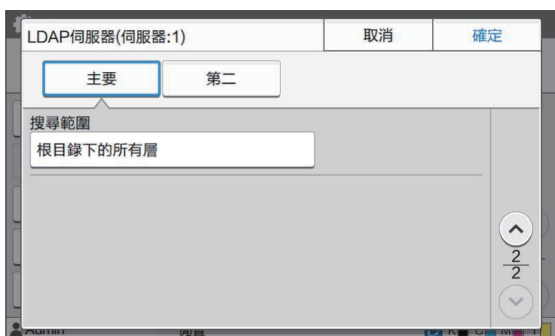 LDAP伺服器(伺服器:1)
取消
確定
主要
第二
搜尋範圍
根目錄下的所有層
2
2
Admin
K C M